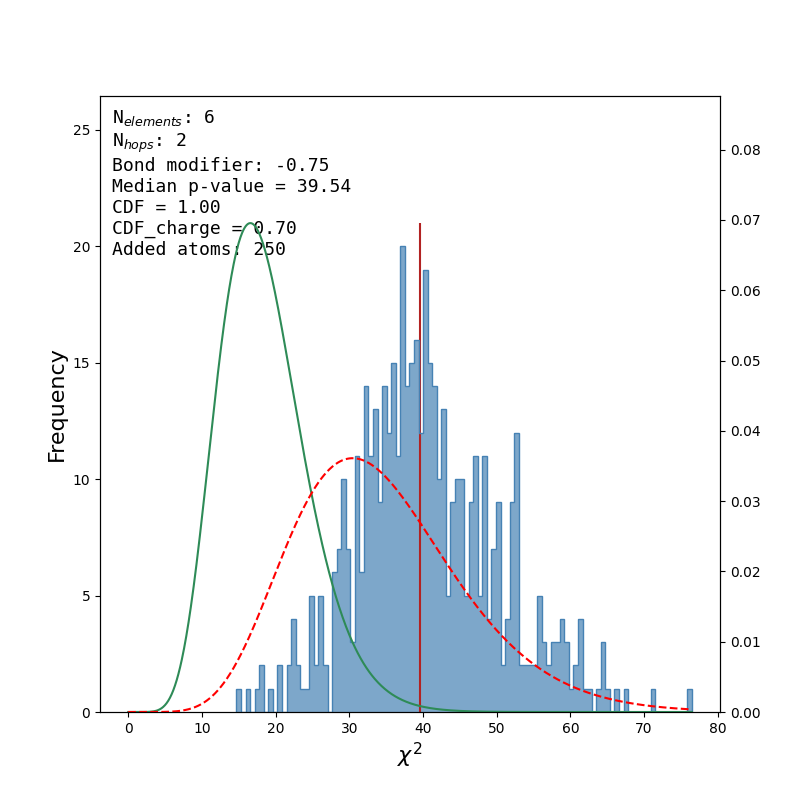 N_elements: 6
N_hops: 2
Bond modifier: -0.75
Median p-value = 39.54
CDF = 1.00
CDF_charge = 0.70
Added atoms: 250
Frequency
25
20
15
10
5
0
0.08
0.07
0.06
0.05
0.04
0.03
0.02
0.01
0.00
0 10 20 30 40 50 60 70 80
χ²